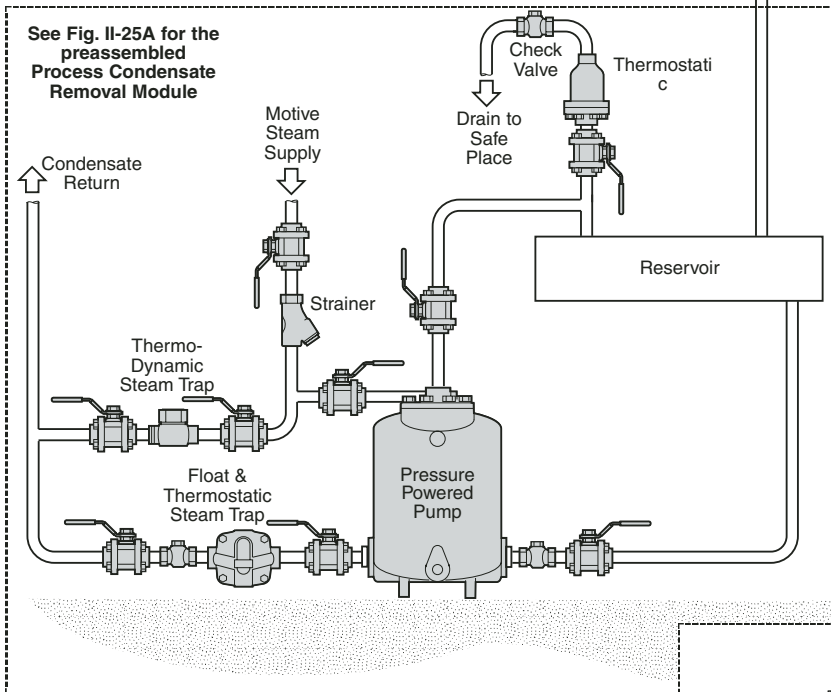 See Fig. II-25A for the
preassembled
Process Condensate
Removal Module
Check
Valve
Thermostati
c
Drain to
Safe
Place
Motive
Steam
Supply
Condensate
Return
Reservoir
Strainer
Thermo-
Dynamic
Steam Trap
Float &
Thermostatic
Steam Trap
Pressure
Powered
Pump